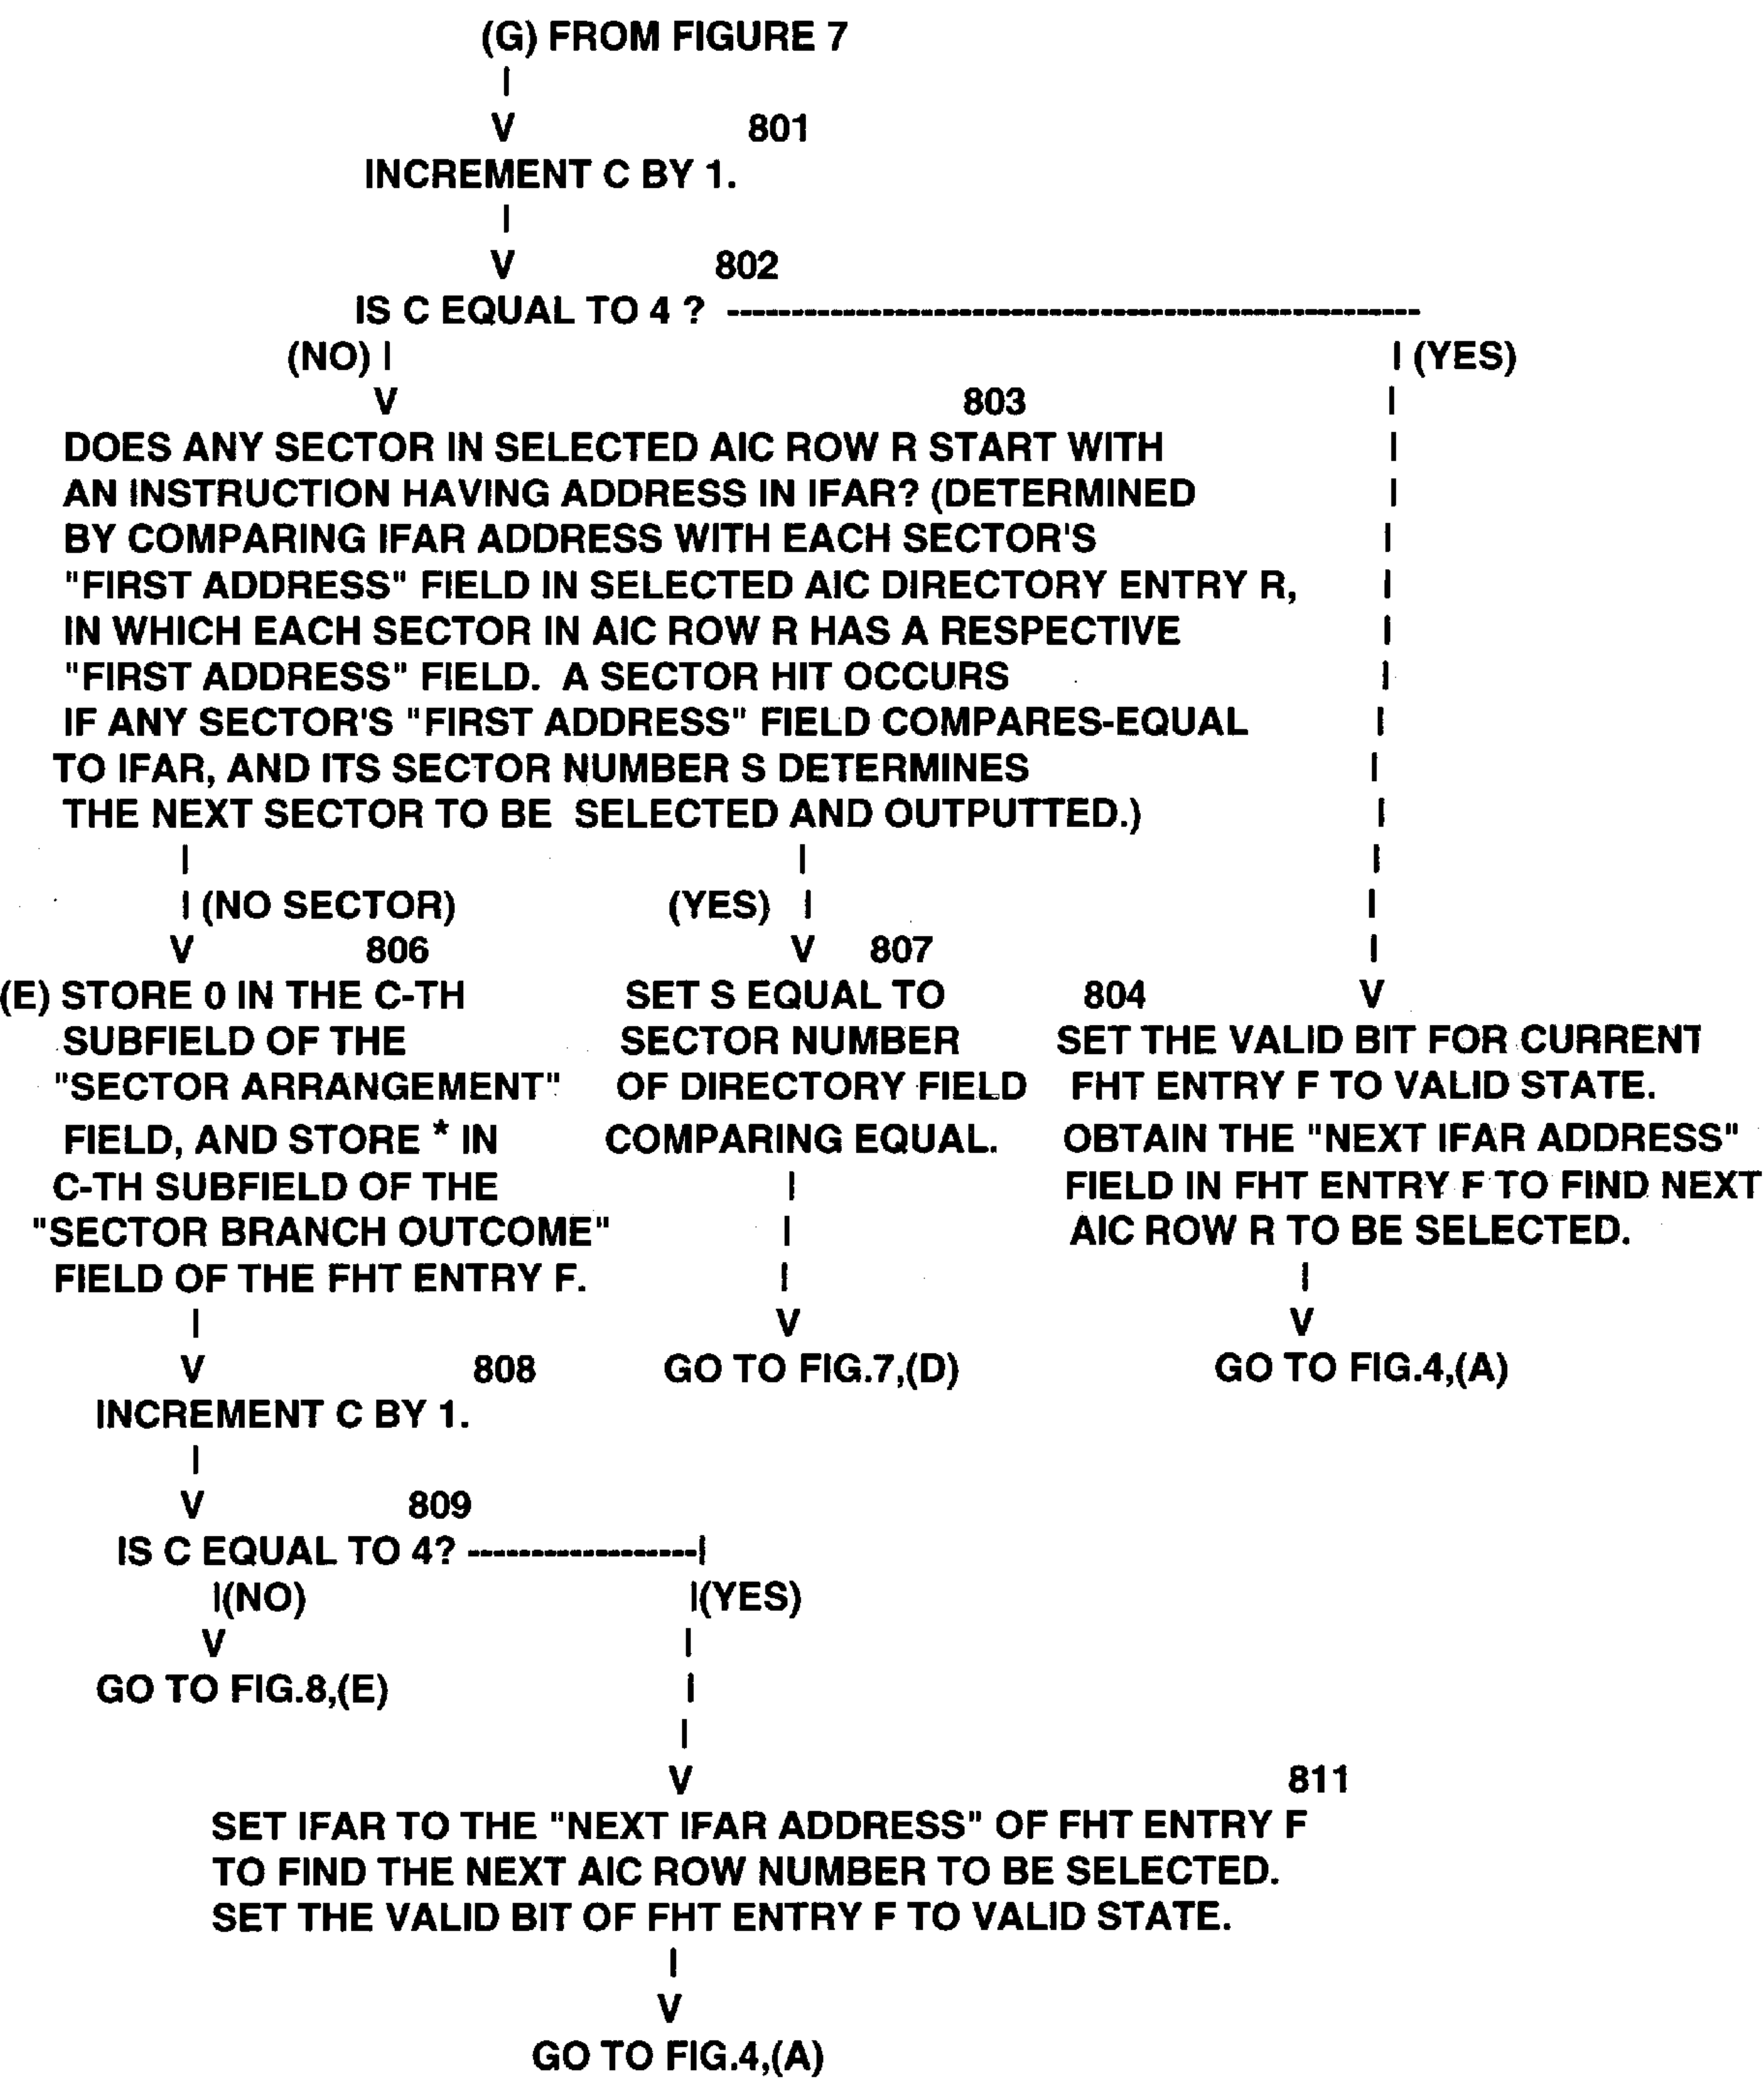 (G) FROM FIGURE 7
I
V 801
INCREMENT C BY 1.
I
V 802
IS C EQUAL TO 4 ? ------------------------------------------------------
(NO) I I (YES)
V 803 I
DOES ANY SECTOR IN SELECTED AIC ROW R START WITH I
AN INSTRUCTION HAVING ADDRESS IN IFAR? (DETERMINED I
BY COMPARING IFAR ADDRESS WITH EACH SECTOR'S I
"FIRST ADDRESS" FIELD IN SELECTED AIC DIRECTORY ENTRY R, I
IN WHICH EACH SECTOR IN AIC ROW R HAS A RESPECTIVE I
"FIRST ADDRESS" FIELD. A SECTOR HIT OCCURS I
IF ANY SECTOR'S "FIRST ADDRESS" FIELD COMPARES-EQUAL I
TO IFAR, AND ITS SECTOR NUMBER S DETERMINES I
THE NEXT SECTOR TO BE SELECTED AND OUTPUTTED.) I
I I I
I (NO SECTOR) (YES) I I
V 806 V 807 I
(E) STORE 0 IN THE C-TH SET S EQUAL TO 804 V
SUBFIELD OF THE SECTOR NUMBER SET THE VALID BIT FOR CURRENT
"SECTOR ARRANGEMENT" OF DIRECTORY FIELD FHT ENTRY F TO VALID STATE.
FIELD, AND STORE * IN COMPARING EQUAL. OBTAIN THE "NEXT IFAR ADDRESS"
C-TH SUBFIELD OF THE I FIELD IN FHT ENTRY F TO FIND NEXT
"SECTOR BRANCH OUTCOME" I AIC ROW R TO BE SELECTED.
FIELD OF THE FHT ENTRY F. I I
I V V
V 808 GO TO FIG.7,(D) GO TO FIG.4,(A)
INCREMENT C BY 1.
I
V 809
IS C EQUAL TO 4? ------------------I
I(NO) I(YES)
V I
GO TO FIG.8,(E) I
I
V 811
SET IFAR TO THE "NEXT IFAR ADDRESS" OF FHT ENTRY F
TO FIND THE NEXT AIC ROW NUMBER TO BE SELECTED.
SET THE VALID BIT OF FHT ENTRY F TO VALID STATE.
I
V
GO TO FIG.4,(A)